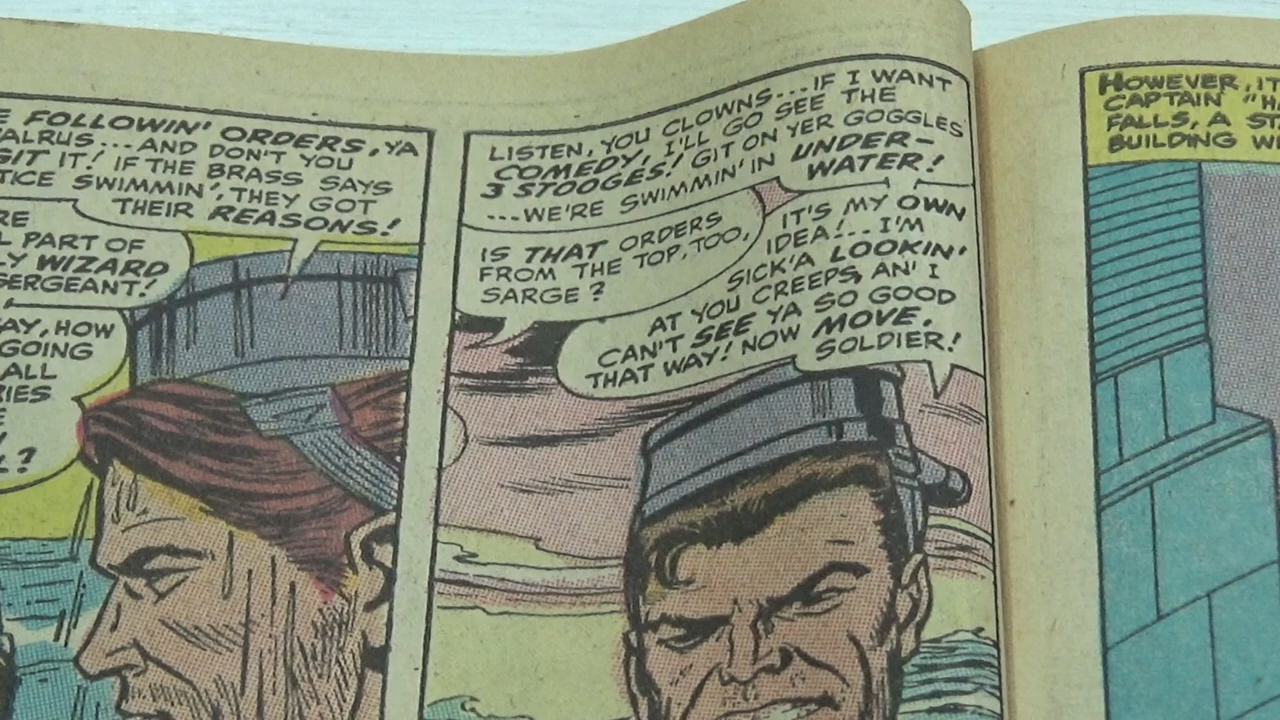 E FOLLOWIN' ORDERS, YA
ALRUS...AND DON'T YOU
GIT IT! IF THE BRASS SAYS
TICE SWIMMIN', THEY GOT
THEIR REASONS!
RE
L PART OF
LY WIZARD
SERGEANT!
AY, HOW
GOING
ALL
RIES
E
Y
L?
LISTEN, YOU CLOWNS...IF I WANT
COMEDY, I'LL GO SEE THE
3 STOOGES! GIT ON YER GOGGLES
...WE'RE SWIMMIN' IN UNDER-
WATER!
IS THAT ORDERS
FROM THE TOP, TOO,
SARGE?
IT'S MY OWN
IDEA!...I'M
SICK'A LOOKIN'
AT YOU CREEPS, AN' I
CAN'T SEE YA SO GOOD
THAT WAY! NOW MOVE,
SOLDIER!
HOWEVER, IT
CAPTAIN "H
FALLS, A ST
BUILDING WI